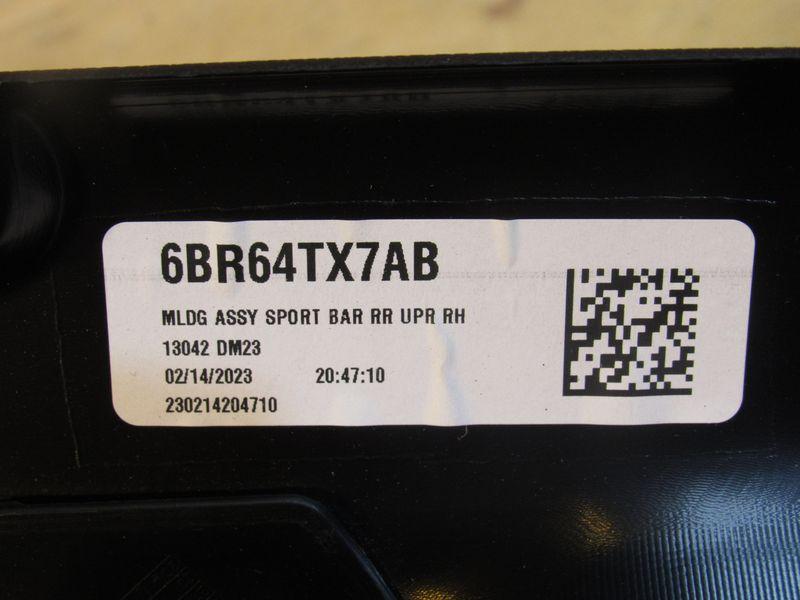 6BR64TX7AB
MLDG ASSY SPORT BAR RR UPR RH
13042 DM23
02/14/2023 20:47:10
230214204710